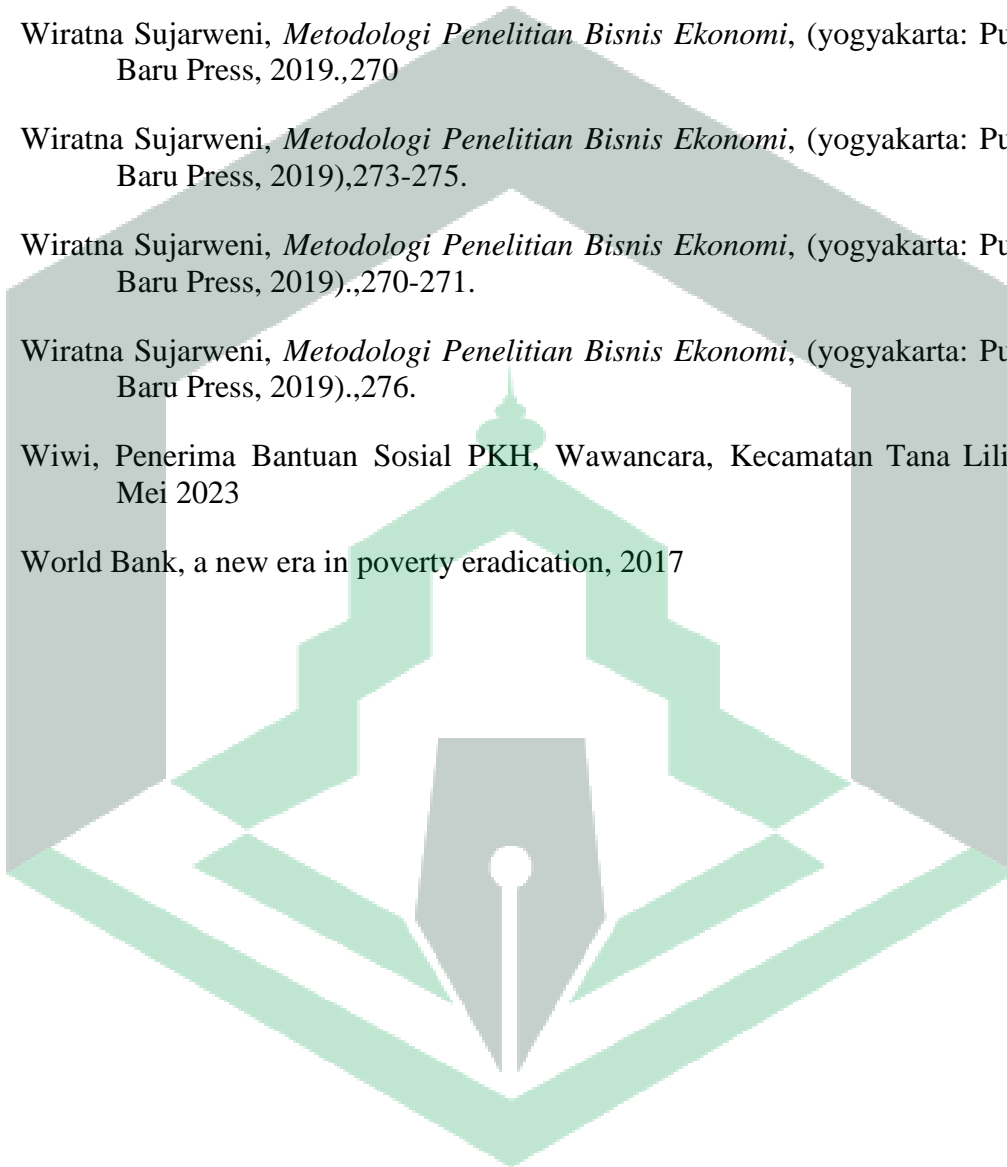 Wiratna Sujarweni, Metodologi Penelitian Bisnis Ekonomi, (yogyakarta: Pu
Baru Press, 2019.,270
Wiratna Sujarweni, Metodologi Penelitian Bisnis Ekonomi, (yogyakarta: Pu
Baru Press, 2019),273-275.
Wiratna Sujarweni, Metodologi Penelitian Bisnis Ekonomi, (yogyakarta: Pu
Baru Press, 2019).,270-271.
Wiratna Sujarweni, Metodologi Penelitian Bisnis Ekonomi, (yogyakarta: Pu
Baru Press, 2019).,276.
Wiwi, Penerima Bantuan Sosial PKH, Wawancara, Kecamatan Tana Lili
Mei 2023
World Bank, a new era in poverty eradication, 2017